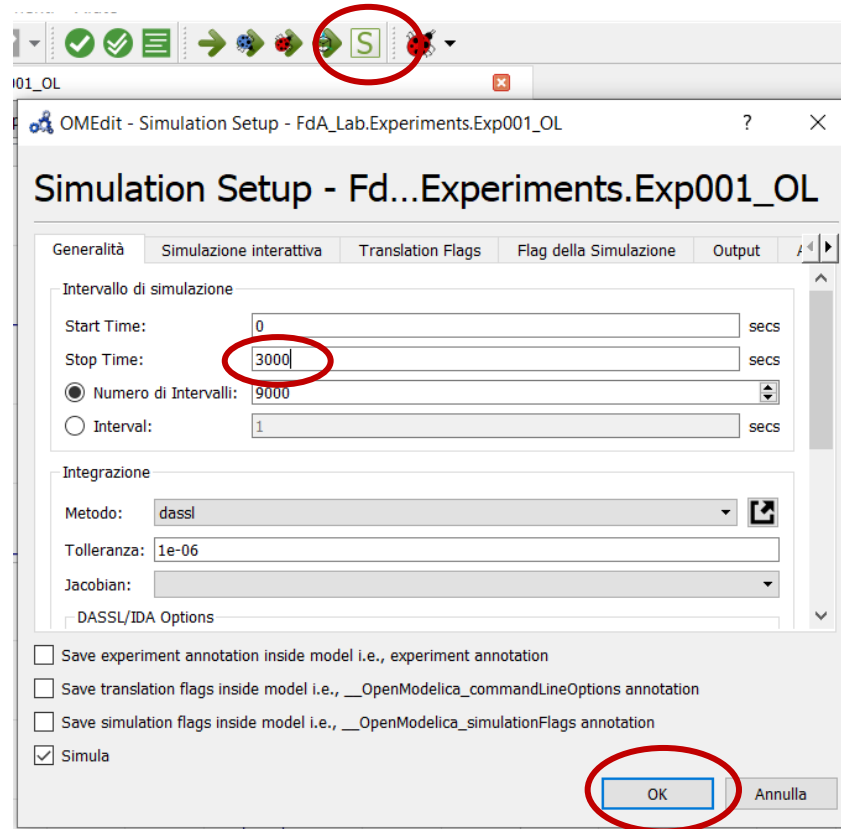 S
01_OL
OMEdit - Simulation Setup - FdA_Lab.Experiments.Exp001_OL ?
Simulation Setup - Fd...Experiments.Exp001_OL
Generalità Simulazione interattiva Translation Flags Flag della Simulazione Output
Intervallo di simulazione
Start Time: 0 secs
Stop Time: 3000 secs
Numero di Intervalli: 9000
Interval: 1 secs
Integrazione
Metodo: dassl
Tolleranza: 1e-06
Jacobian:
DASSL/IDA Options
Save experiment annotation inside model i.e., experiment annotation
Save translation flags inside model i.e., __OpenModelica_commandLineOptions annotation
Save simulation flags inside model i.e., __OpenModelica_simulationFlags annotation
Simula
OK Annulla